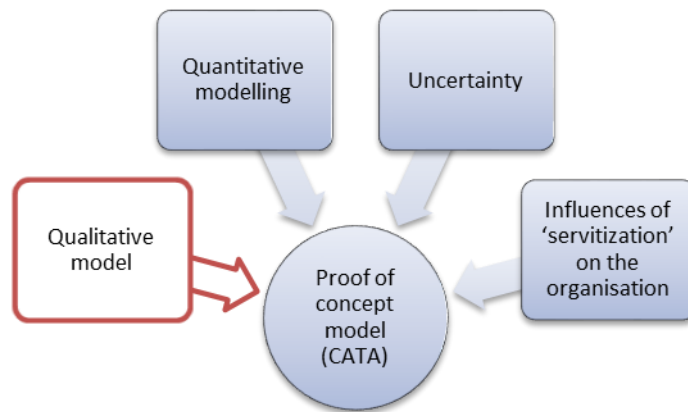 Quantitative
modelling
Uncertainty
Qualitative
model
Proof of
concept
model
(CATA)
Influences of
‘servitization’
on the
organisation